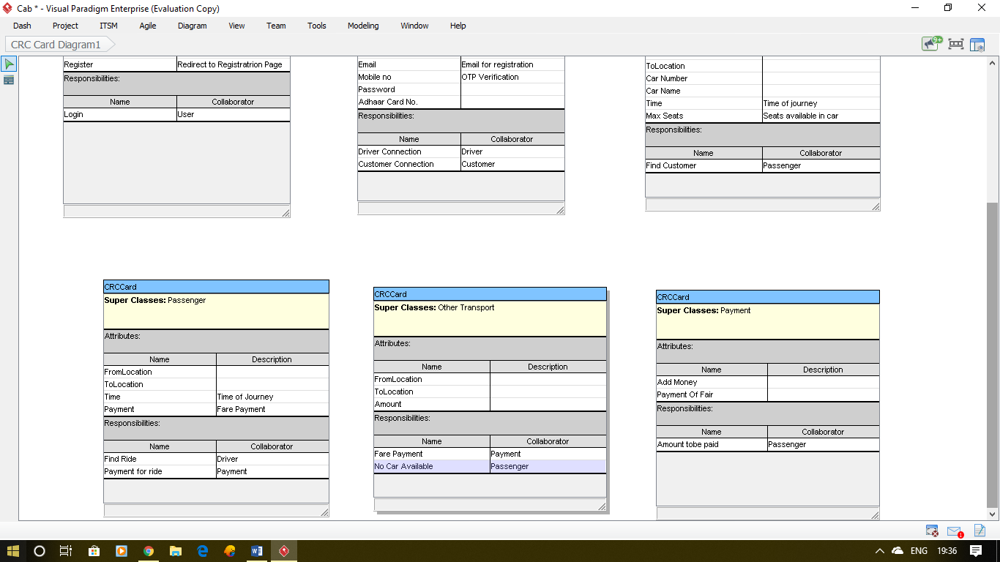 Cab * - Visual Paradigm Enterprise (Evaluation Copy)
Dash Project ITSM Agile Diagram View Team Tools Modeling Window Help
CRC Card Diagram1
9+
Register Redirect to Registratrion Page
Responsibilities:
Name Collaborator
Login User
Email Email for registration
Mobile no OTP Verification
Password
Adhaar Card No.
Responsibilities:
Name Collaborator
Driver Connection Driver
Customer Connection Customer
ToLocation
Car Number
Car Name
Time Time of journey
Max Seats Seats available in car
Responsibilities:
Name Collaborator
Find Customer Passenger
CRCCard
Super Classes: Passenger
Attributes:
Name Description
FromLocation
ToLocation
Time Time of Journey
Payment Fare Payment
Responsibilities:
Name Collaborator
Find Ride Driver
Payment for ride Payment
CRCCard
Super Classes: Other Transport
Attributes:
Name Description
FromLocation
ToLocation
Amount
Responsibilities:
Name Collaborator
Fare Payment Payment
No Car Available Passenger
CRCCard
Super Classes: Payment
Attributes:
Name Description
Add Money
Payment Of Fair
Responsibilities:
Name Collaborator
Amount tobe paid Passenger
1
ENG 19:36